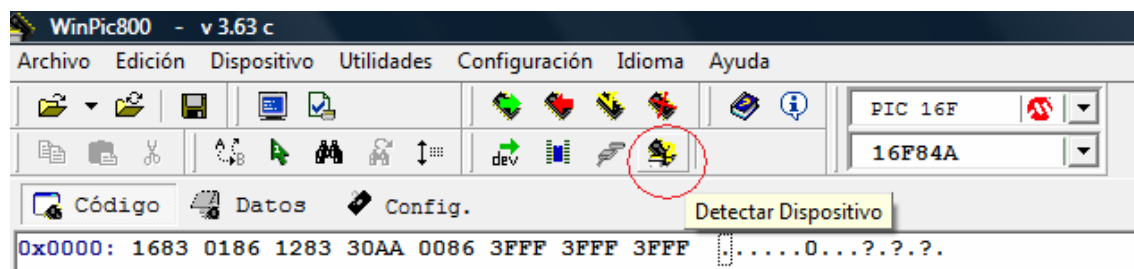 WinPic800 - v 3.63 c
Archivo Edición Dispositivo Utilidades Configuración Idioma Ayuda
PIC 16F
dev
16F84A
Código Datos Config.
Detectar Dispositivo
0x0000: 1683 0186 1283 30AA 0086 3FFF 3FFF 3FFF ......0...?.?.?.